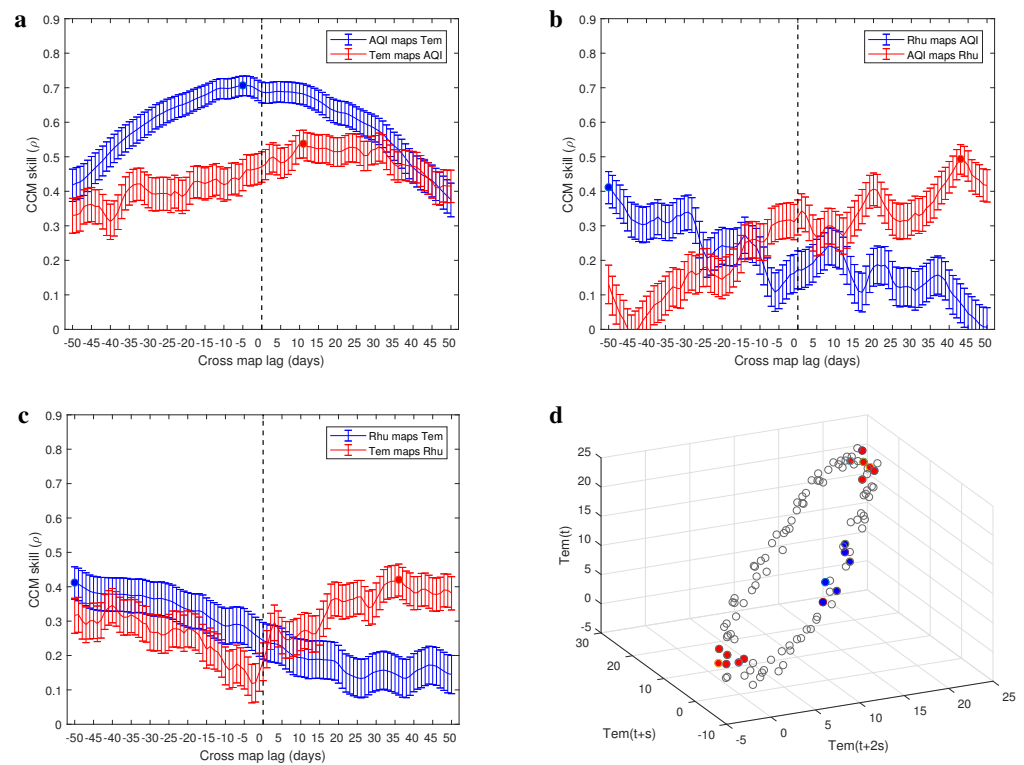 a
0.9
0.8
0.7
0.6
0.5
0.4
0.3
0.2
0.1
0
CCM skill (ρ)
AQI maps Tem
Tem maps AQI
-50 -45 -40 -35 -30 -25 -20 -15 -10 -5 0 5 10 15 20 25 30 35 40 45 50
Cross map lag (days)
b
0.9
0.8
0.7
0.6
0.5
0.4
0.3
0.2
0.1
0
CCM skill (ρ)
Rhu maps AQI
AQI maps Rhu
-50 -45 -40 -35 -30 -25 -20 -15 -10 -5 0 5 10 15 20 25 30 35 40 45 50
Cross map lag (days)
c
0.9
0.8
0.7
0.6
0.5
0.4
0.3
0.2
0.1
0
CCM skill (ρ)
Rhu maps Tem
Tem maps Rhu
-50 -45 -40 -35 -30 -25 -20 -15 -10 -5 0 5 10 15 20 25 30 35 40 45 50
Cross map lag (days)
d
25
20
15
10
5
0
-5
Tem(t)
30
20
10
0
-10
Tem(t+s)
-5
0
5
10
15
20
25
Tem(t+2s)